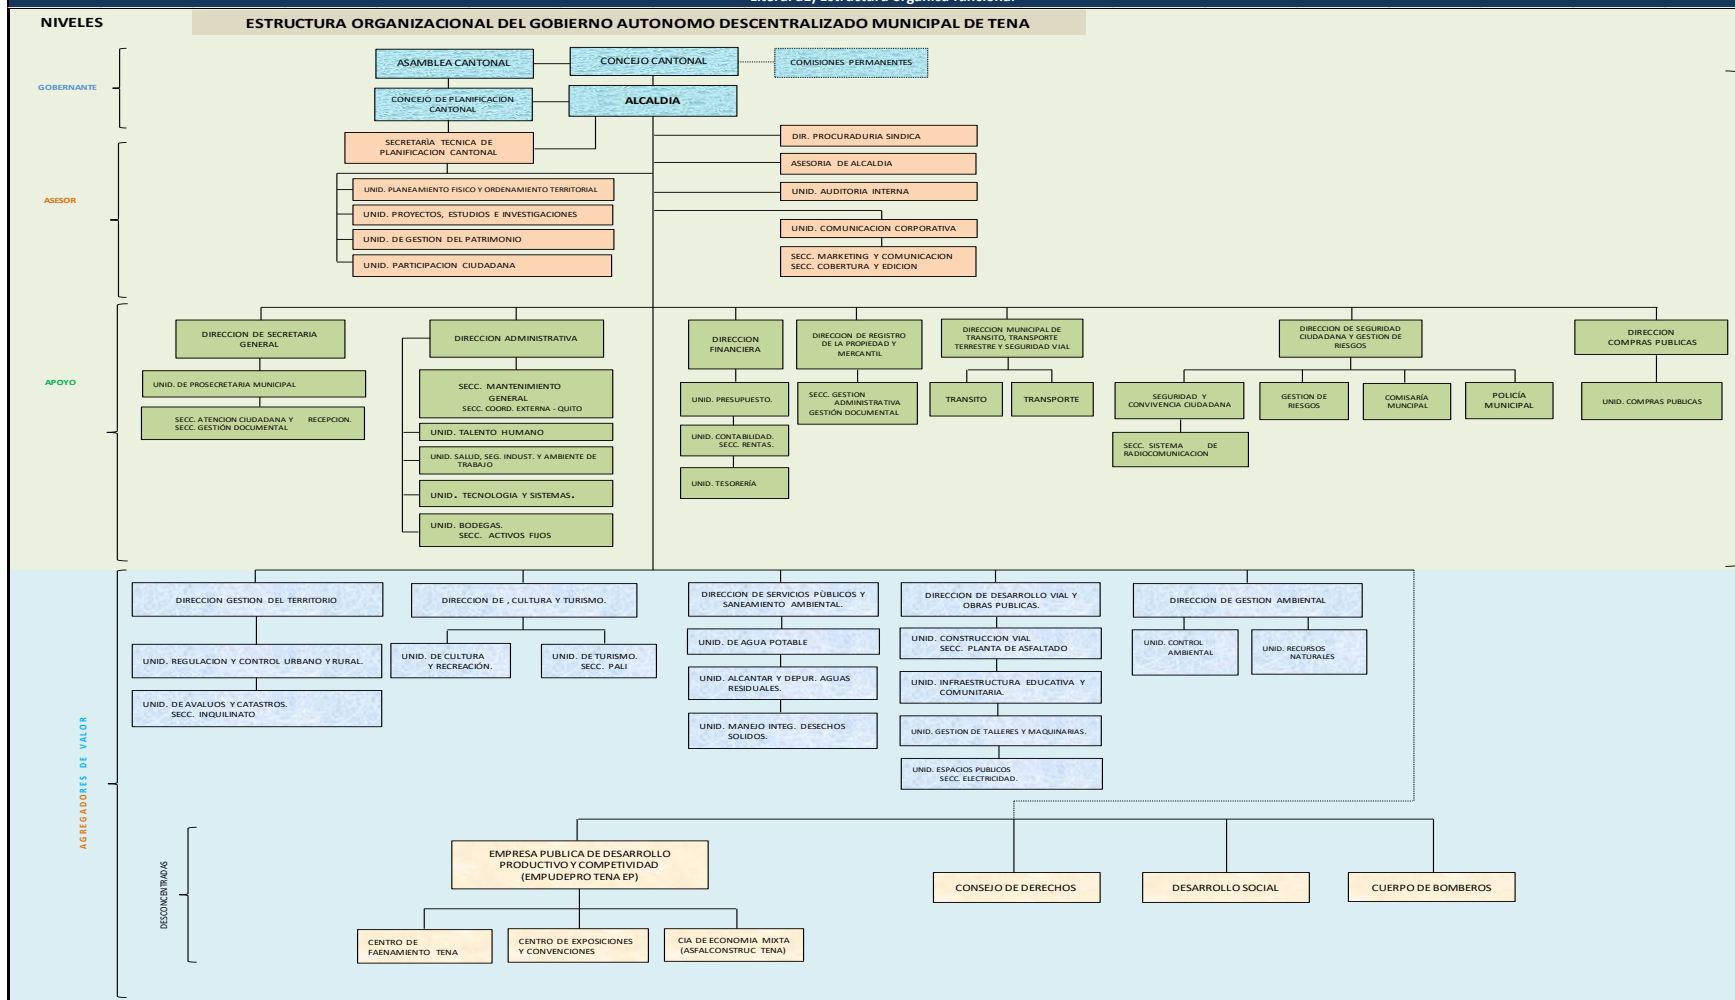 Literal a1) Estructura orgánica funcional
NIVELES
ESTRUCTURA ORGANIZACIONAL DEL GOBIERNO AUTONOMO DESCENTRALIZADO MUNICIPAL DE TENA
GOBERNANTE
ASAMBLEA CANTONAL
CONCEJO CANTONAL
COMISIONES PERMANENTES
CONCEJO DE PLANIFICACION
CANTONAL
ALCALDIA
ASESOR
SECRETARÌA TECNICA DE
PLANIFICACION CANTONAL
UNID. PLANEAMIENTO FISICO Y ORDENAMIENTO TERRITORIAL
UNID. PROYECTOS, ESTUDIOS E INVESTIGACIONES
UNID. DE GESTION DEL PATRIMONIO
UNID. PARTICIPACION CIUDADANA
DIR. PROCURADURIA SINDICA
ASESORIA DE ALCALDIA
UNID. AUDITORIA INTERNA
UNID. COMUNICACION CORPORATIVA
SECC. MARKETING Y COMUNICACION
SECC. COBERTURA Y EDICION
APOYO
DIRECCION DE SECRETARIA
GENERAL
UNID. DE PROSECRETARIA MUNICIPAL
SECC. ATENCION CIUDADANA Y RECEPCION.
SECC. GESTIÓN DOCUMENTAL
DIRECCION ADMINISTRATIVA
SECC. MANTENIMIENTO
GENERAL
SECC. COORD. EXTERNA - QUITO
UNID. TALENTO HUMANO
UNID. SALUD, SEG. INDUST. Y AMBIENTE DE
TRABAJO
UNID. TECNOLOGIA Y SISTEMAS.
UNID. BODEGAS.
SECC. ACTIVOS FIJOS
DIRECCION
FINANCIERA
UNID. PRESUPUESTO.
UNID. CONTABILIDAD.
SECC. RENTAS.
UNID. TESORERÍA
DIRECCION DE REGISTRO
DE LA PROPIEDAD Y
MERCANTIL
SECC. GESTION
ADMINISTRATIVA
GESTIÓN DOCUMENTAL
DIRECCION MUNICIPAL DE
TRANSITO, TRANSPORTE
TERRESTRE Y SEGURIDAD VIAL
TRANSITO
TRANSPORTE
DIRECCION DE SEGURIDAD
CIUDADANA Y GESTION DE
RIESGOS
SEGURIDAD Y
CONVIVENCIA CIUDADANA
SECC. SISTEMA DE
RADIOCOMUNICACION
GESTION DE
RIESGOS
COMISARÍA
MUNCIPAL
POLICÍA
MUNICIPAL
DIRECCION
COMPRAS PUBLICAS
UNID. COMPRAS PUBLICAS
AGREGADORES DE VALOR
DIRECCION GESTION DEL TERRITORIO
UNID. REGULACION Y CONTROL URBANO Y RURAL.
UNID. DE AVALUOS Y CATASTROS.
SECC. INQUILINATO
DIRECCION DE , CULTURA Y TURISMO.
UNID. DE CULTURA
Y RECREACIÓN.
UNID. DE TURISMO.
SECC. PALI
DIRECCION DE SERVICIOS PÙBLICOS Y
SANEAMIENTO AMBIENTAL.
UNID. DE AGUA POTABLE
UNID. ALCANTAR Y DEPUR. AGUAS
RESIDUALES.
UNID. MANEJO INTEG. DESECHOS
SOLIDOS.
DIRECCION DE DESARROLLO VIAL Y
OBRAS PUBLICAS.
UNID. CONSTRUCCION VIAL
SECC. PLANTA DE ASFALTADO
UNID. INFRAESTRUCTURA EDUCATIVA Y
COMUNITARIA.
UNID. GESTION DE TALLERES Y MAQUINARIAS.
UNID. ESPACIOS PUBLICOS
SECC. ELECTRICIDAD.
DIRECCION DE GESTION AMBIENTAL
UNID. CONTROL
AMBIENTAL
UNID. RECURSOS
NATURALES
DESCONCENTRADAS
EMPRESA PUBLICA DE DESARROLLO
PRODUCTIVO Y COMPETIVIDAD
(EMPUDEPRO TENA EP)
CENTRO DE
FAENAMIENTO TENA
CENTRO DE EXPOSICIONES
Y CONVENCIONES
CIA DE ECONOMIA MIXTA
(ASFALCONSTRUC TENA)
CONSEJO DE DERECHOS
DESARROLLO SOCIAL
CUERPO DE BOMBEROS